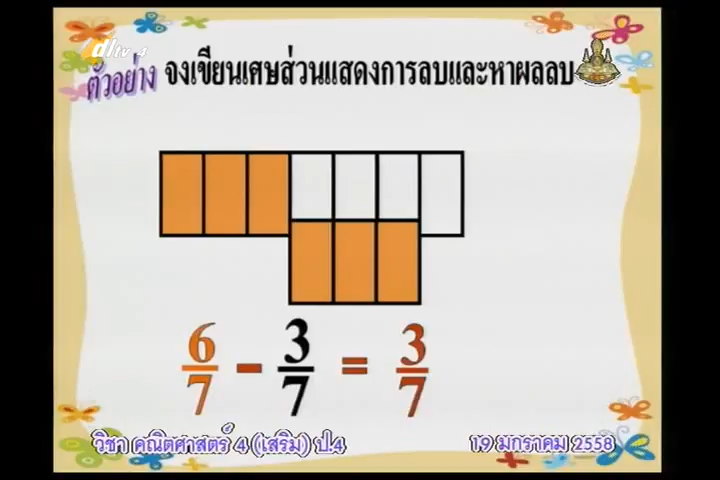 dltv 4
ตัวอย่าง จงเขียนเศษส่วนแสดงการลบและหาผลลบ
6/7 - 3/7 = 3/7
วิชา คณิตศาสตร์ 4 (เสริม) ป.4
19 มกราคม 2558